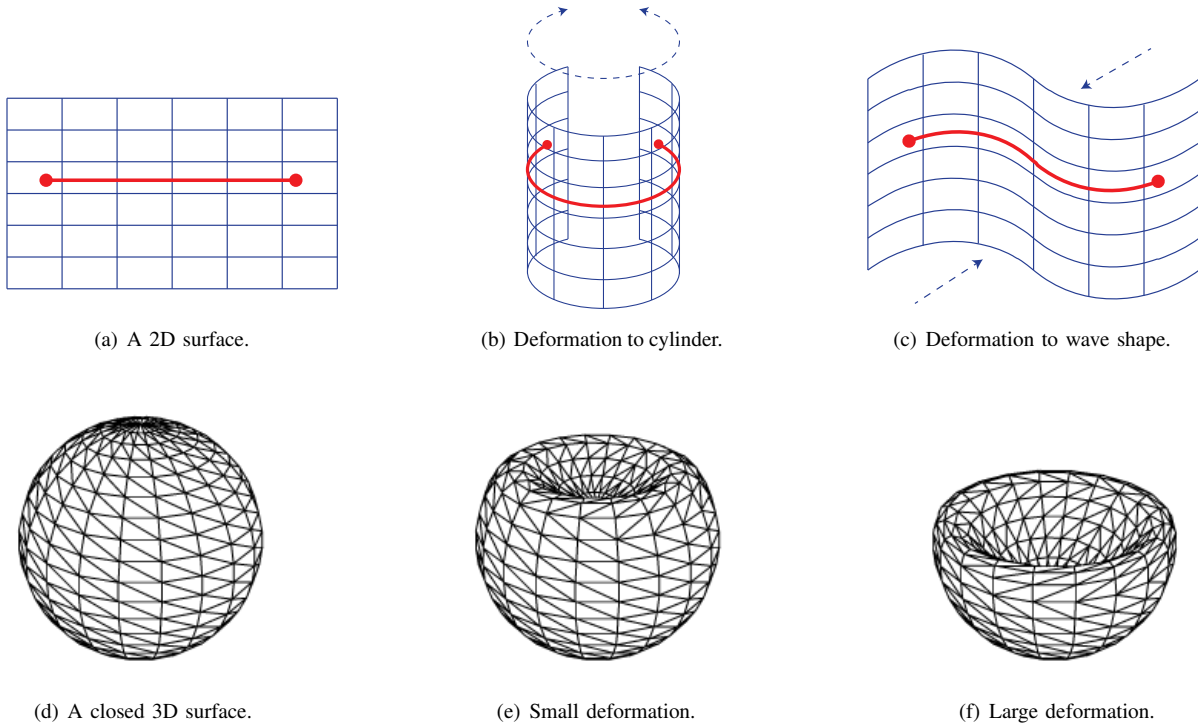 (a) A 2D surface.
(b) Deformation to cylinder.
(c) Deformation to wave shape.
(d) A closed 3D surface.
(e) Small deformation.
(f) Large deformation.